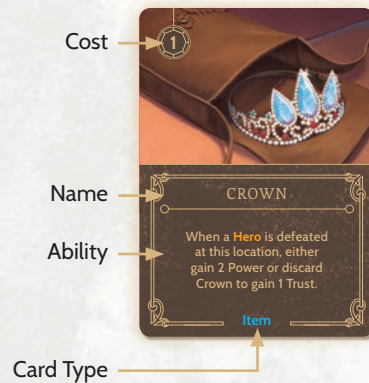 Cost
1
Name
CROWN
Ability
When a Hero is defeated
at this location, either
gain 2 Power or discard
Crown to gain 1 Trust.
Item
Card Type